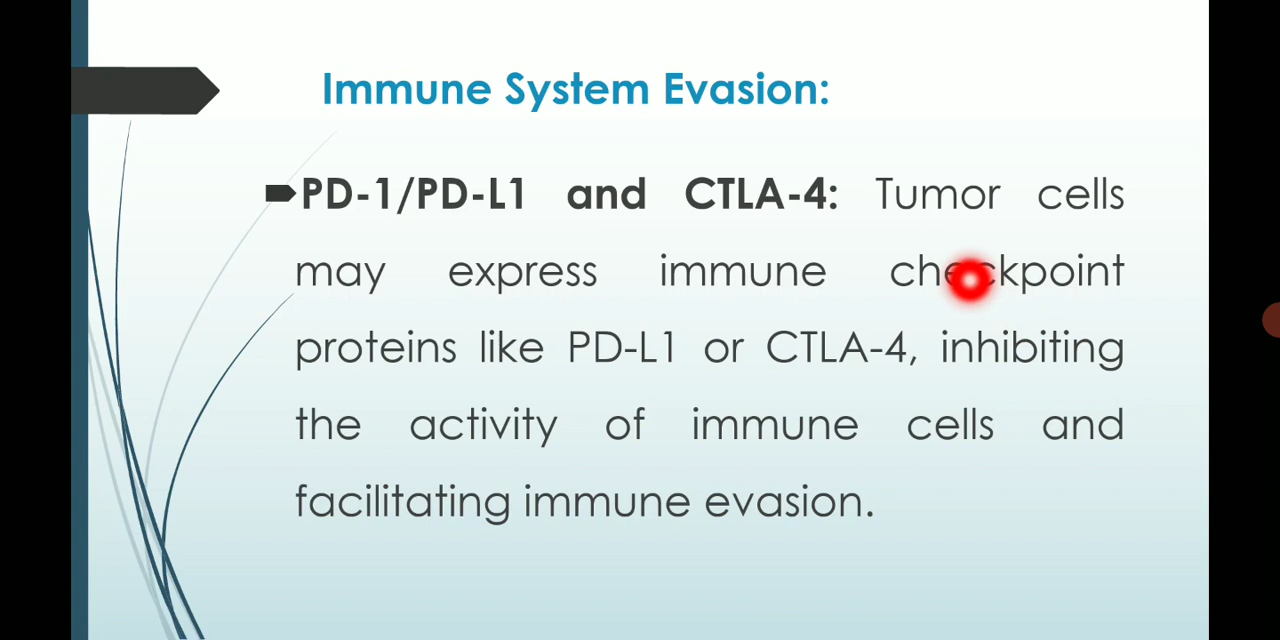 Immune System Evasion:
PD-1/PD-L1 and CTLA-4: Tumor cells
may express immune checkpoint
proteins like PD-L1 or CTLA-4, inhibiting
the activity of immune cells and
facilitating immune evasion.